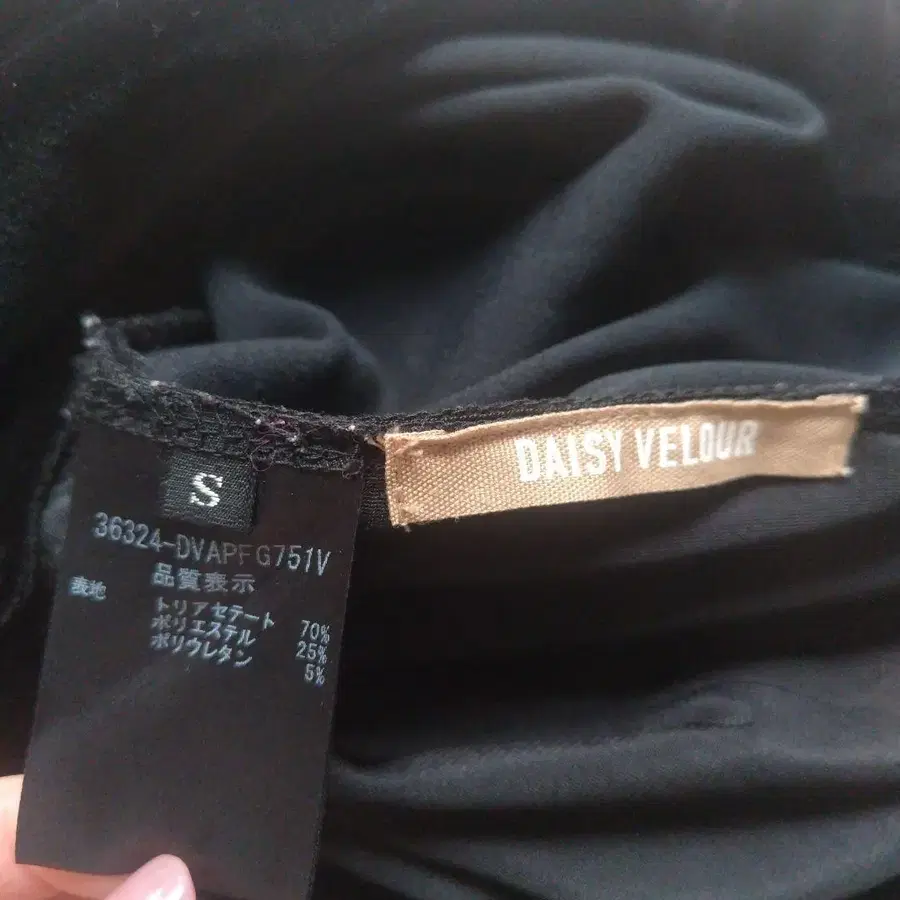 DAISY VELOUR
S
36324-DVAPFG751V
品質表示
表地
トリアセテート 70%
ポリエステル 25%
ポリウレタン 5%